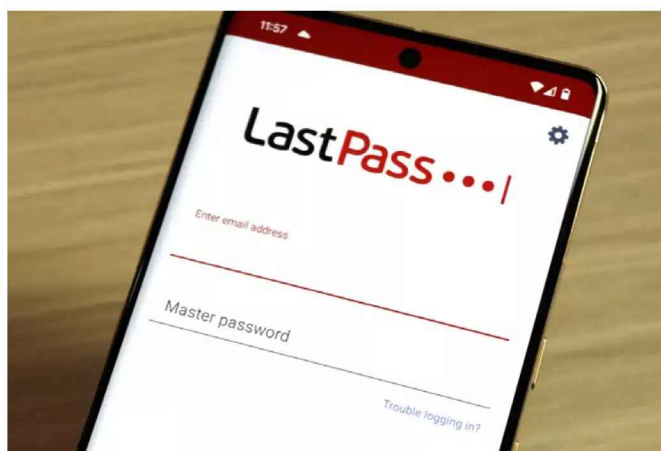 11:57
LastPass •••|
Enter email address
Master password
Trouble logging in?